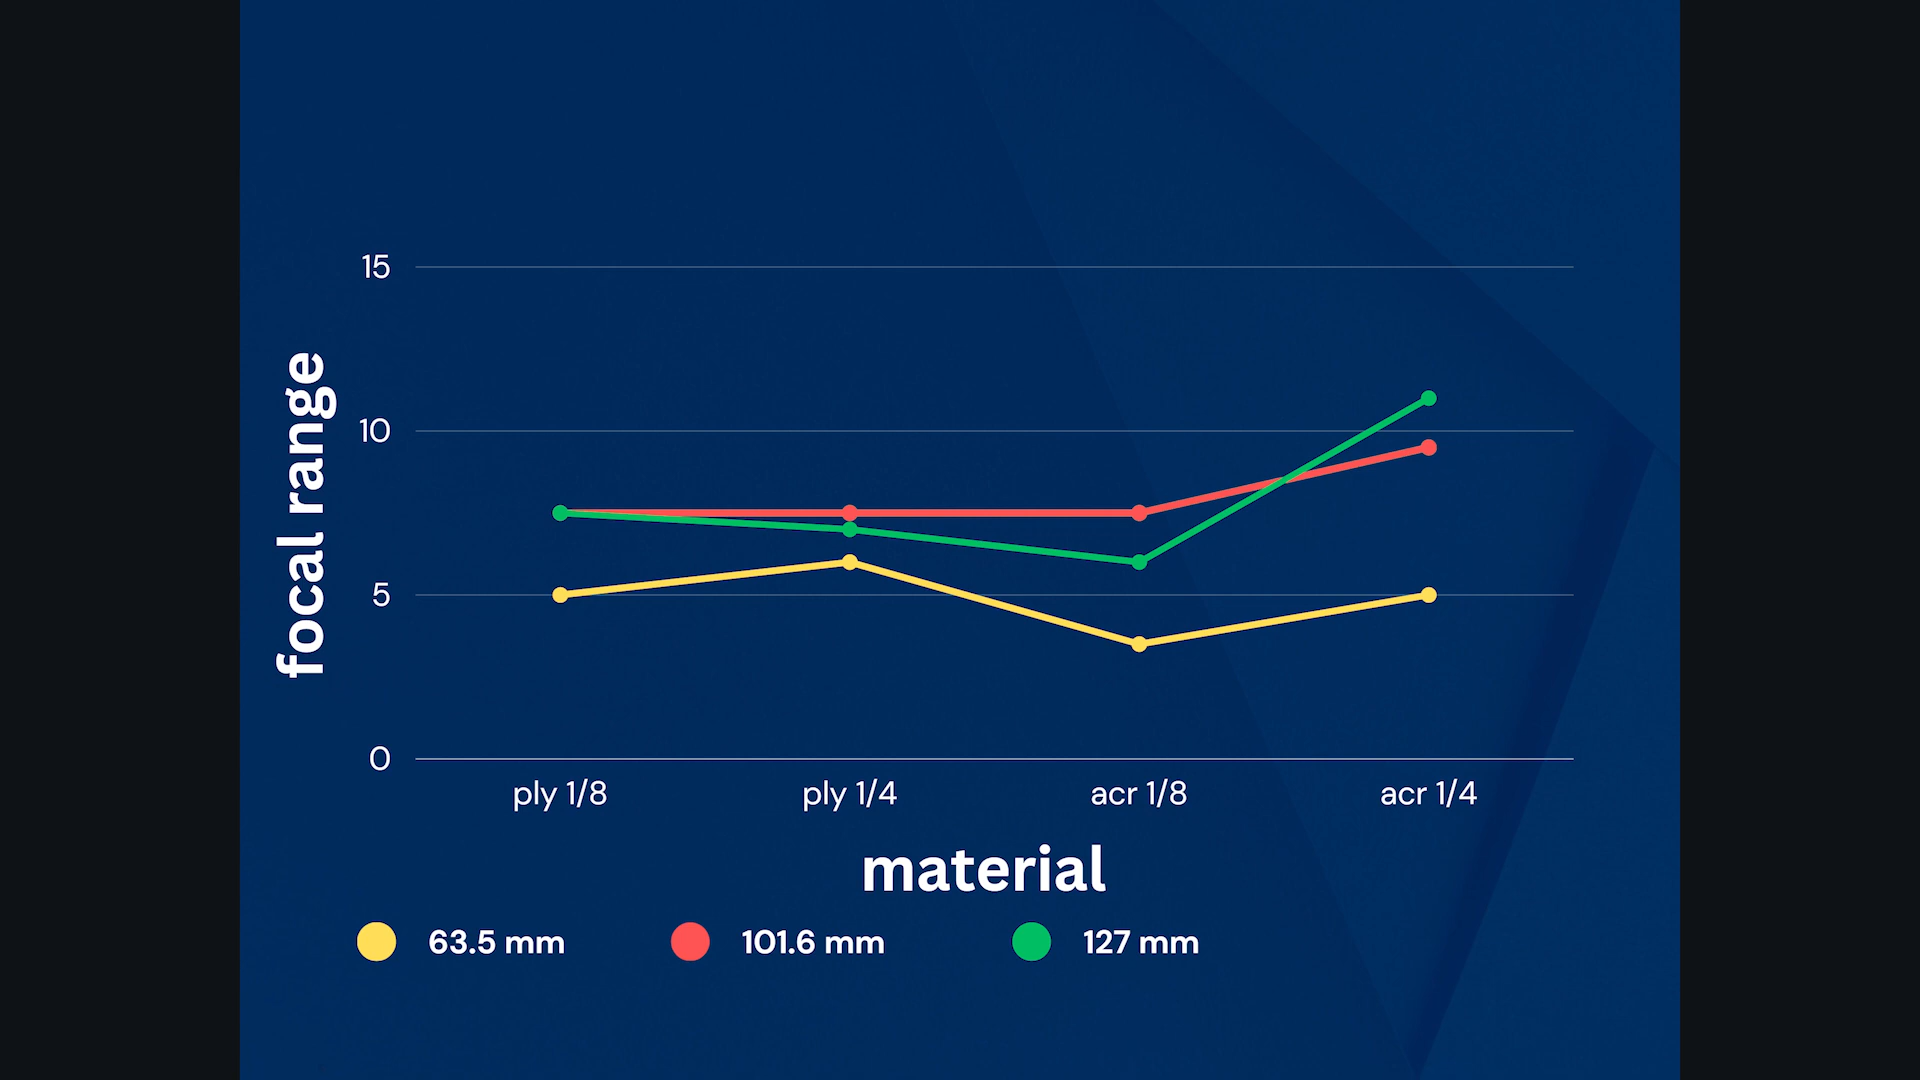 15
10
5
0
focal range
ply 1/8 ply 1/4 acr 1/8 acr 1/4
material
63.5 mm 101.6 mm 127 mm